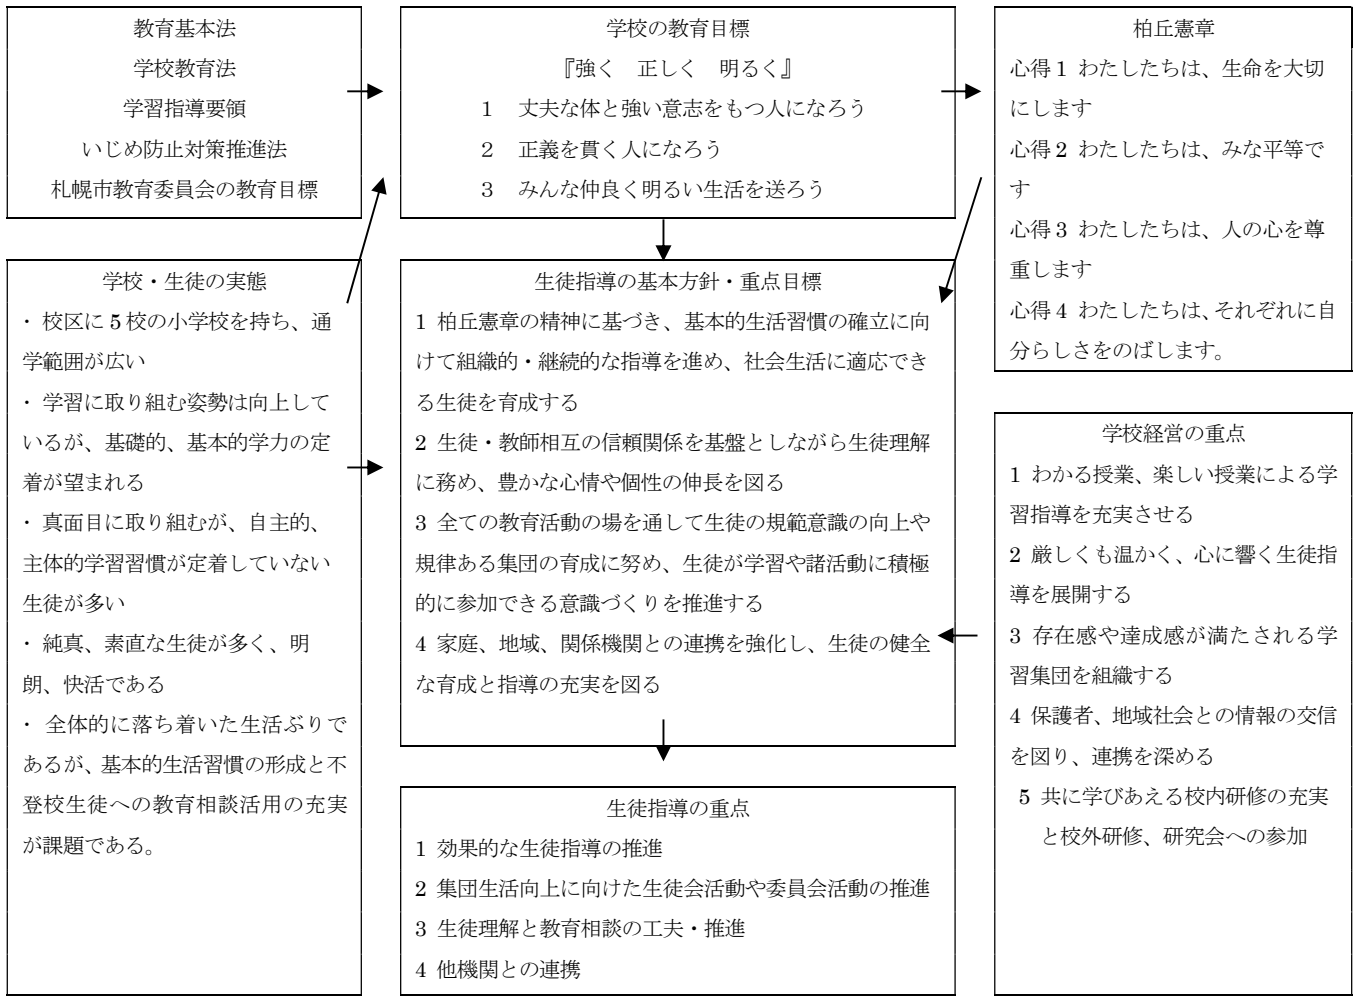 教育基本法
学校教育法
学習指導要領
いじめ防止対策推進法
札幌市教育委員会の教育目標
学校の教育目標
『強く　正しく　明るく』
1　丈夫な体と強い意志をもつ人になろう
2　正義を貫く人になろう
3　みんな仲良く明るい生活を送ろう
柏丘憲章
心得1 わたしたちは、生命を大切
にします
心得2 わたしたちは、みな平等で
す
心得3 わたしたちは、人の心を尊
重します
心得4 わたしたちは、それぞれに自
分らしさをのばします。
学校・生徒の実態
・ 校区に5校の小学校を持ち、通
学範囲が広い
・ 学習に取り組む姿勢は向上して
いるが、基礎的、基本的学力の定
着が望まれる
・ 真面目に取り組むが、自主的、
主体的学習習慣が定着していない
生徒が多い
・ 純真、素直な生徒が多く、明
朗、快活である
・ 全体的に落ち着いた生活ぶりで
あるが、基本的生活習慣の形成と不
登校生徒への教育相談活用の充実
が課題である。
生徒指導の基本方針・重点目標
1 柏丘憲章の精神に基づき、基本的生活習慣の確立に向
けて組織的・継続的な指導を進め、社会生活に適応でき
る生徒を育成する
2 生徒・教師相互の信頼関係を基盤としながら生徒理解
に務め、豊かな心情や個性の伸長を図る
3 全ての教育活動の場を通して生徒の規範意識の向上や
規律ある集団の育成に努め、生徒が学習や諸活動に積極
的に参加できる意識づくりを推進する
4 家庭、地域、関係機関との連携を強化し、生徒の健全
な育成と指導の充実を図る
学校経営の重点
1 わかる授業、楽しい授業による学
習指導を充実させる
2 厳しくも温かく、心に響く生徒指
導を展開する
3 存在感や達成感が満たされる学
習集団を組織する
4 保護者、地域社会との情報の交信
を図り、連携を深める
5 共に学びあえる校内研修の充実
と校外研修、研究会への参加
生徒指導の重点
1 効果的な生徒指導の推進
2 集団生活向上に向けた生徒会活動や委員会活動の推進
3 生徒理解と教育相談の工夫・推進
4 他機関との連携